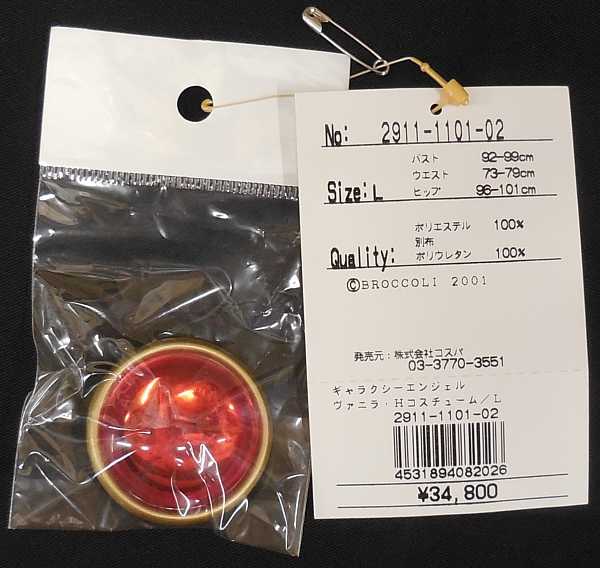 No: 2911-1101-02
バスト 92-99cm
ウエスト 73-79cm
Size: L ヒップ 96-101cm
ポリエステル 100%
別布
Quality: ポリウレタン 100%
©BROCCOLI 2001
発売元:株式会社コスパ
03-3770-3551
ギャラクシーエンジェル
ヴァニラ・Hコスチューム/L
2911-1101-02
4531894082026
¥34,800